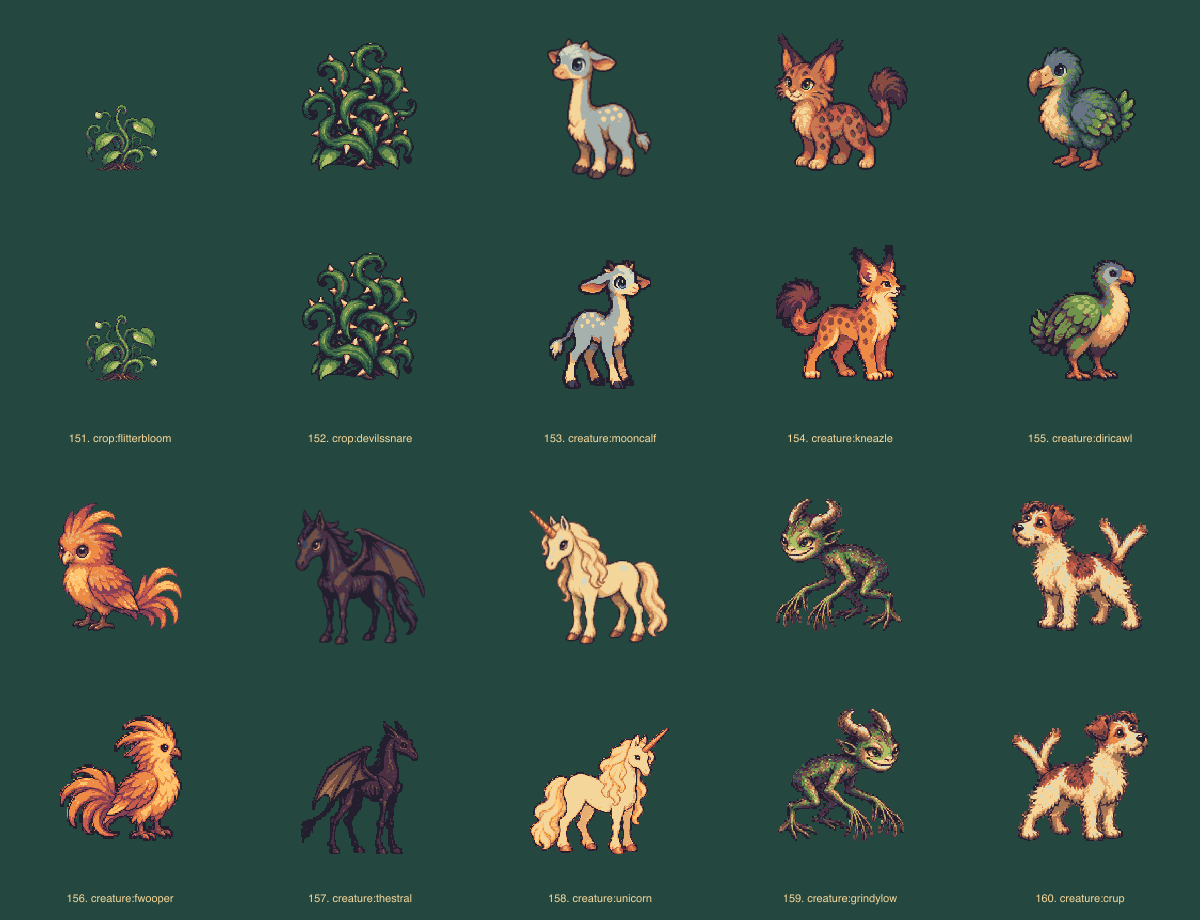 151. crop:flitterbloom
152. crop:devilssnare
153. creature:mooncalf
154. creature:kneazle
155. creature:diricawl
156. creature:fwooper
157. creature:thestral
158. creature:unicorn
159. creature:grindylow
160. creature:crup